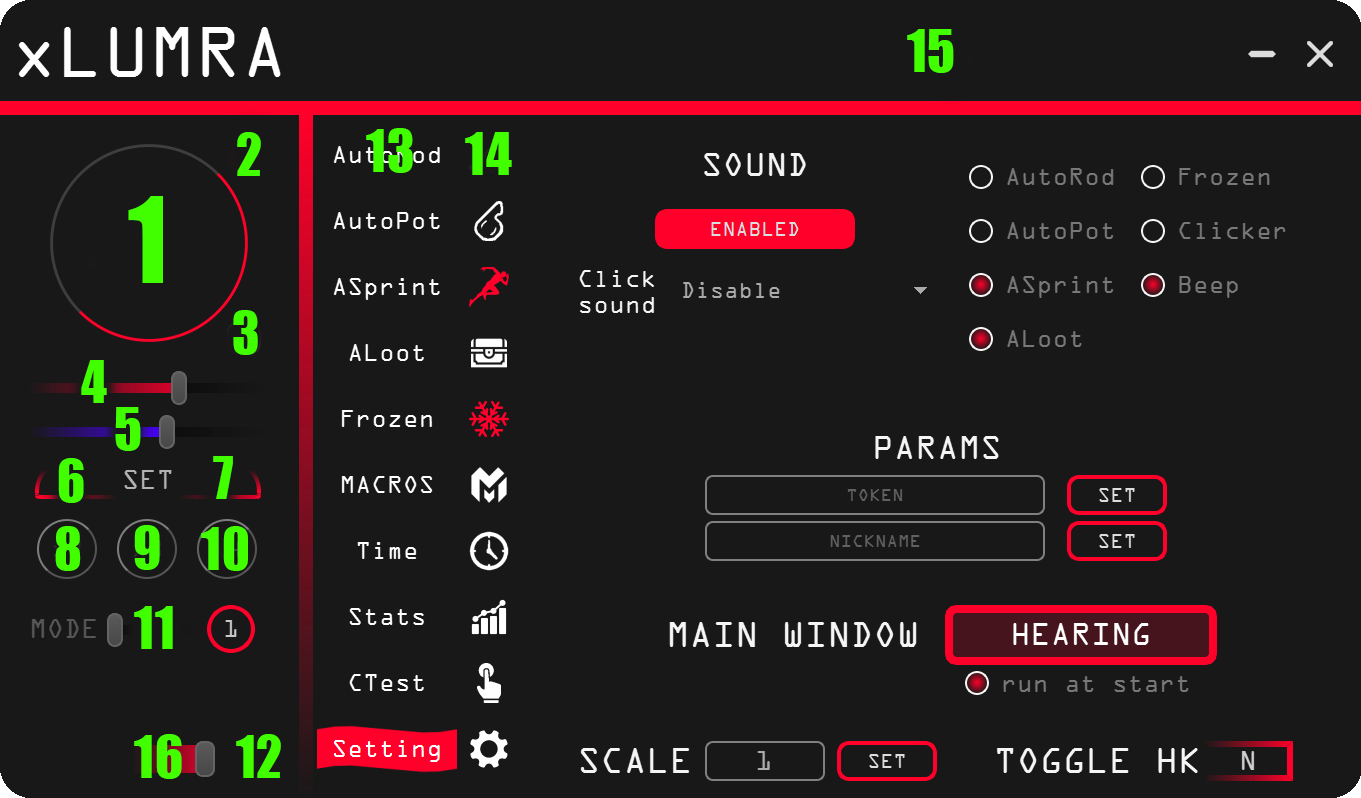 xLUMRA
15
2
1
3
4
5
6
SET
7
8
9
10
MODE
11
1
16
12
13
14
AutoRod
AutoPot
ASprint
ALoot
Frozen
MACROS
Time
Stats
CTest
Setting
SOUND
ENABLED
Click
sound
Disable
AutoRod
Frozen
AutoPot
Clicker
ASprint
Beep
ALoot
PARAMS
TOKEN
SET
NICKNAME
SET
MAIN WINDOW
HEARING
run at start
SCALE
1
SET
TOGGLE HK
N